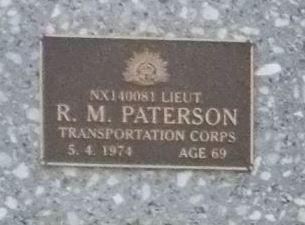 NX140081 LIEUT.
R. M. PATERSON
TRANSPORTATION CORPS
5. 4. 1974 AGE 69